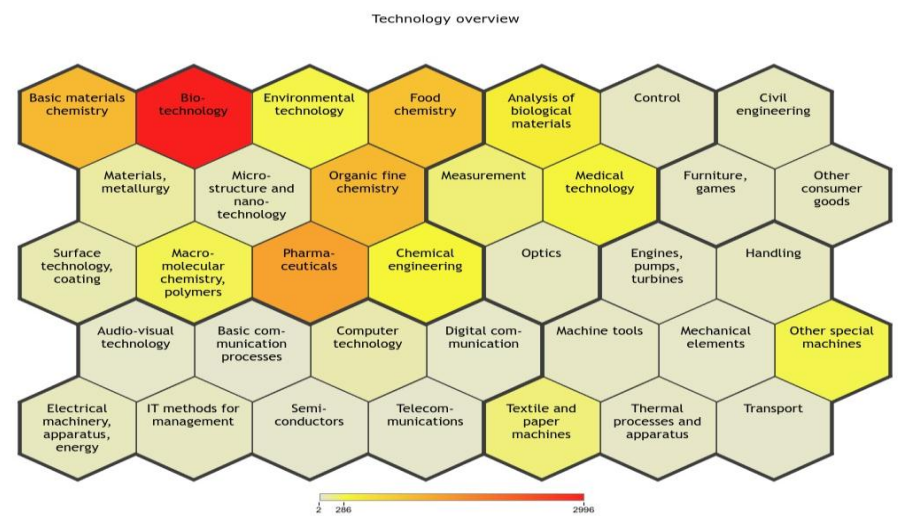 Technology overview
Basic materials
chemistry
Bio-
technology
Environmental
technology
Food
chemistry
Analysis of
biological
materials
Control
Civil
engineering
Materials,
metallurgy
Micro-
structure and
nano-
technology
Organic fine
chemistry
Measurement
Medical
technology
Furniture,
games
Other
consumer
goods
Surface
technology,
coating
Macro-
molecular
chemistry,
polymers
Pharma-
ceuticals
Chemical
engineering
Optics
Engines,
pumps,
turbines
Handling
Audio-visual
technology
Basic com-
munication
processes
Computer
technology
Digital com-
munication
Machine tools
Mechanical
elements
Other special
machines
Electrical
machinery,
apparatus,
energy
IT methods for
management
Semi-
conductors
Telecom-
munications
Textile and
paper
machines
Thermal
processes and
apparatus
Transport
2 286 2996